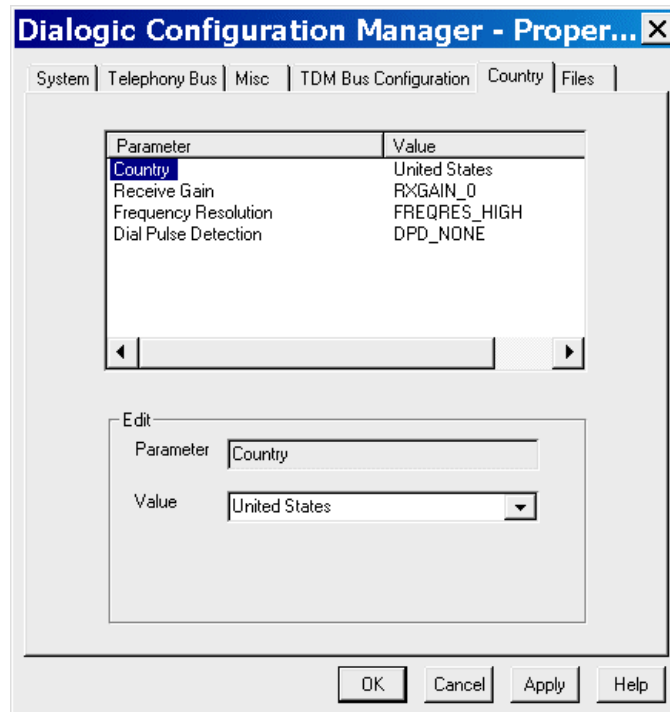 Dialogic Configuration Manager - Proper...
System Telephony Bus Misc TDM Bus Configuration Country Files
Parameter Value
Country United States
Receive Gain RXGAIN_0
Frequency Resolution FREQRES_HIGH
Dial Pulse Detection DPD_NONE
Edit
Parameter Country
Value United States
OK Cancel Apply Help